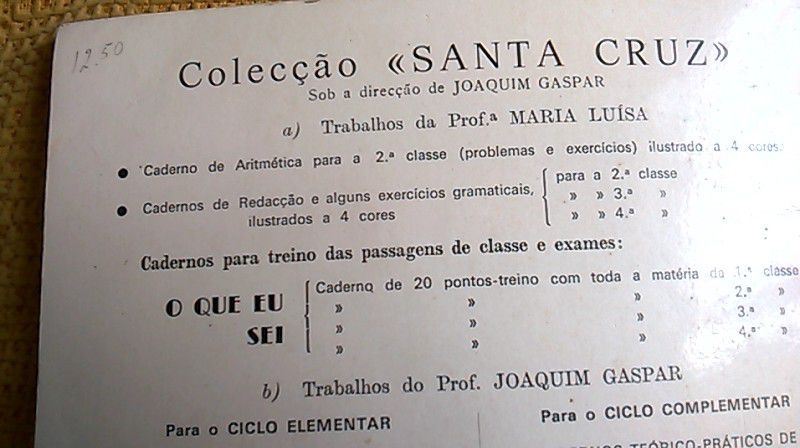 12.50
Colecção «SANTA CRUZ»
Sob a direcção de JOAQUIM GASPAR
a) Trabalhos da Prof.ª MARIA LUÍSA
• Caderno de Aritmética para a 2.ª classe (problemas e exercícios) ilustrado a 4 cores.
• Cadernos de Redacção e alguns exercícios gramaticais, ilustrados a 4 cores
para a 2.ª classe
» » 3.ª »
» » 4.ª »
Cadernos para treino das passagens de classe e exames:
O QUE EU
SEI
Caderno de 20 pontos-treino com toda a matéria da 1.ª classe
» » » 2.ª »
» » » 3.ª »
» » » 4.ª »
b) Trabalhos do Prof. JOAQUIM GASPAR
Para o CICLO ELEMENTAR
Para o CICLO COMPLEMENTAR
TEÓRICO-PRÁTICOS DE